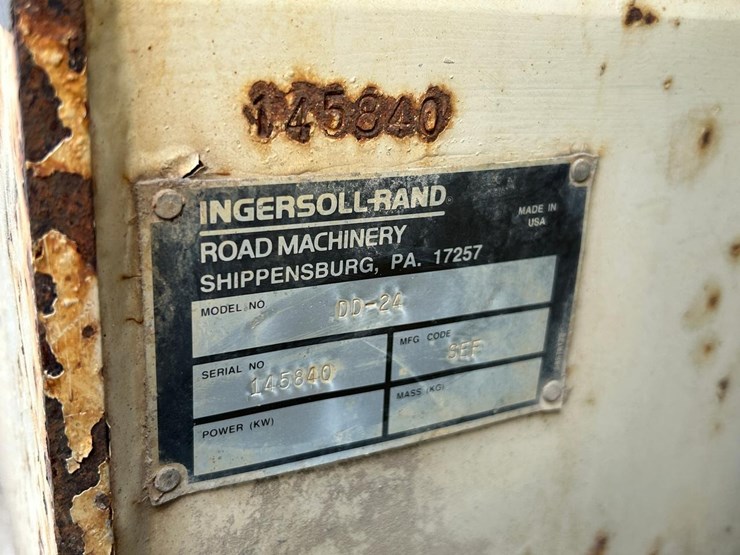 145840
INGERSOLL-RAND
ROAD MACHINERY
SHIPPENSBURG, PA. 17257
MADE IN
USA
MODEL NO DD-24
SERIAL NO 145840
MFG CODE
POWER (KW)
MASS (KG)